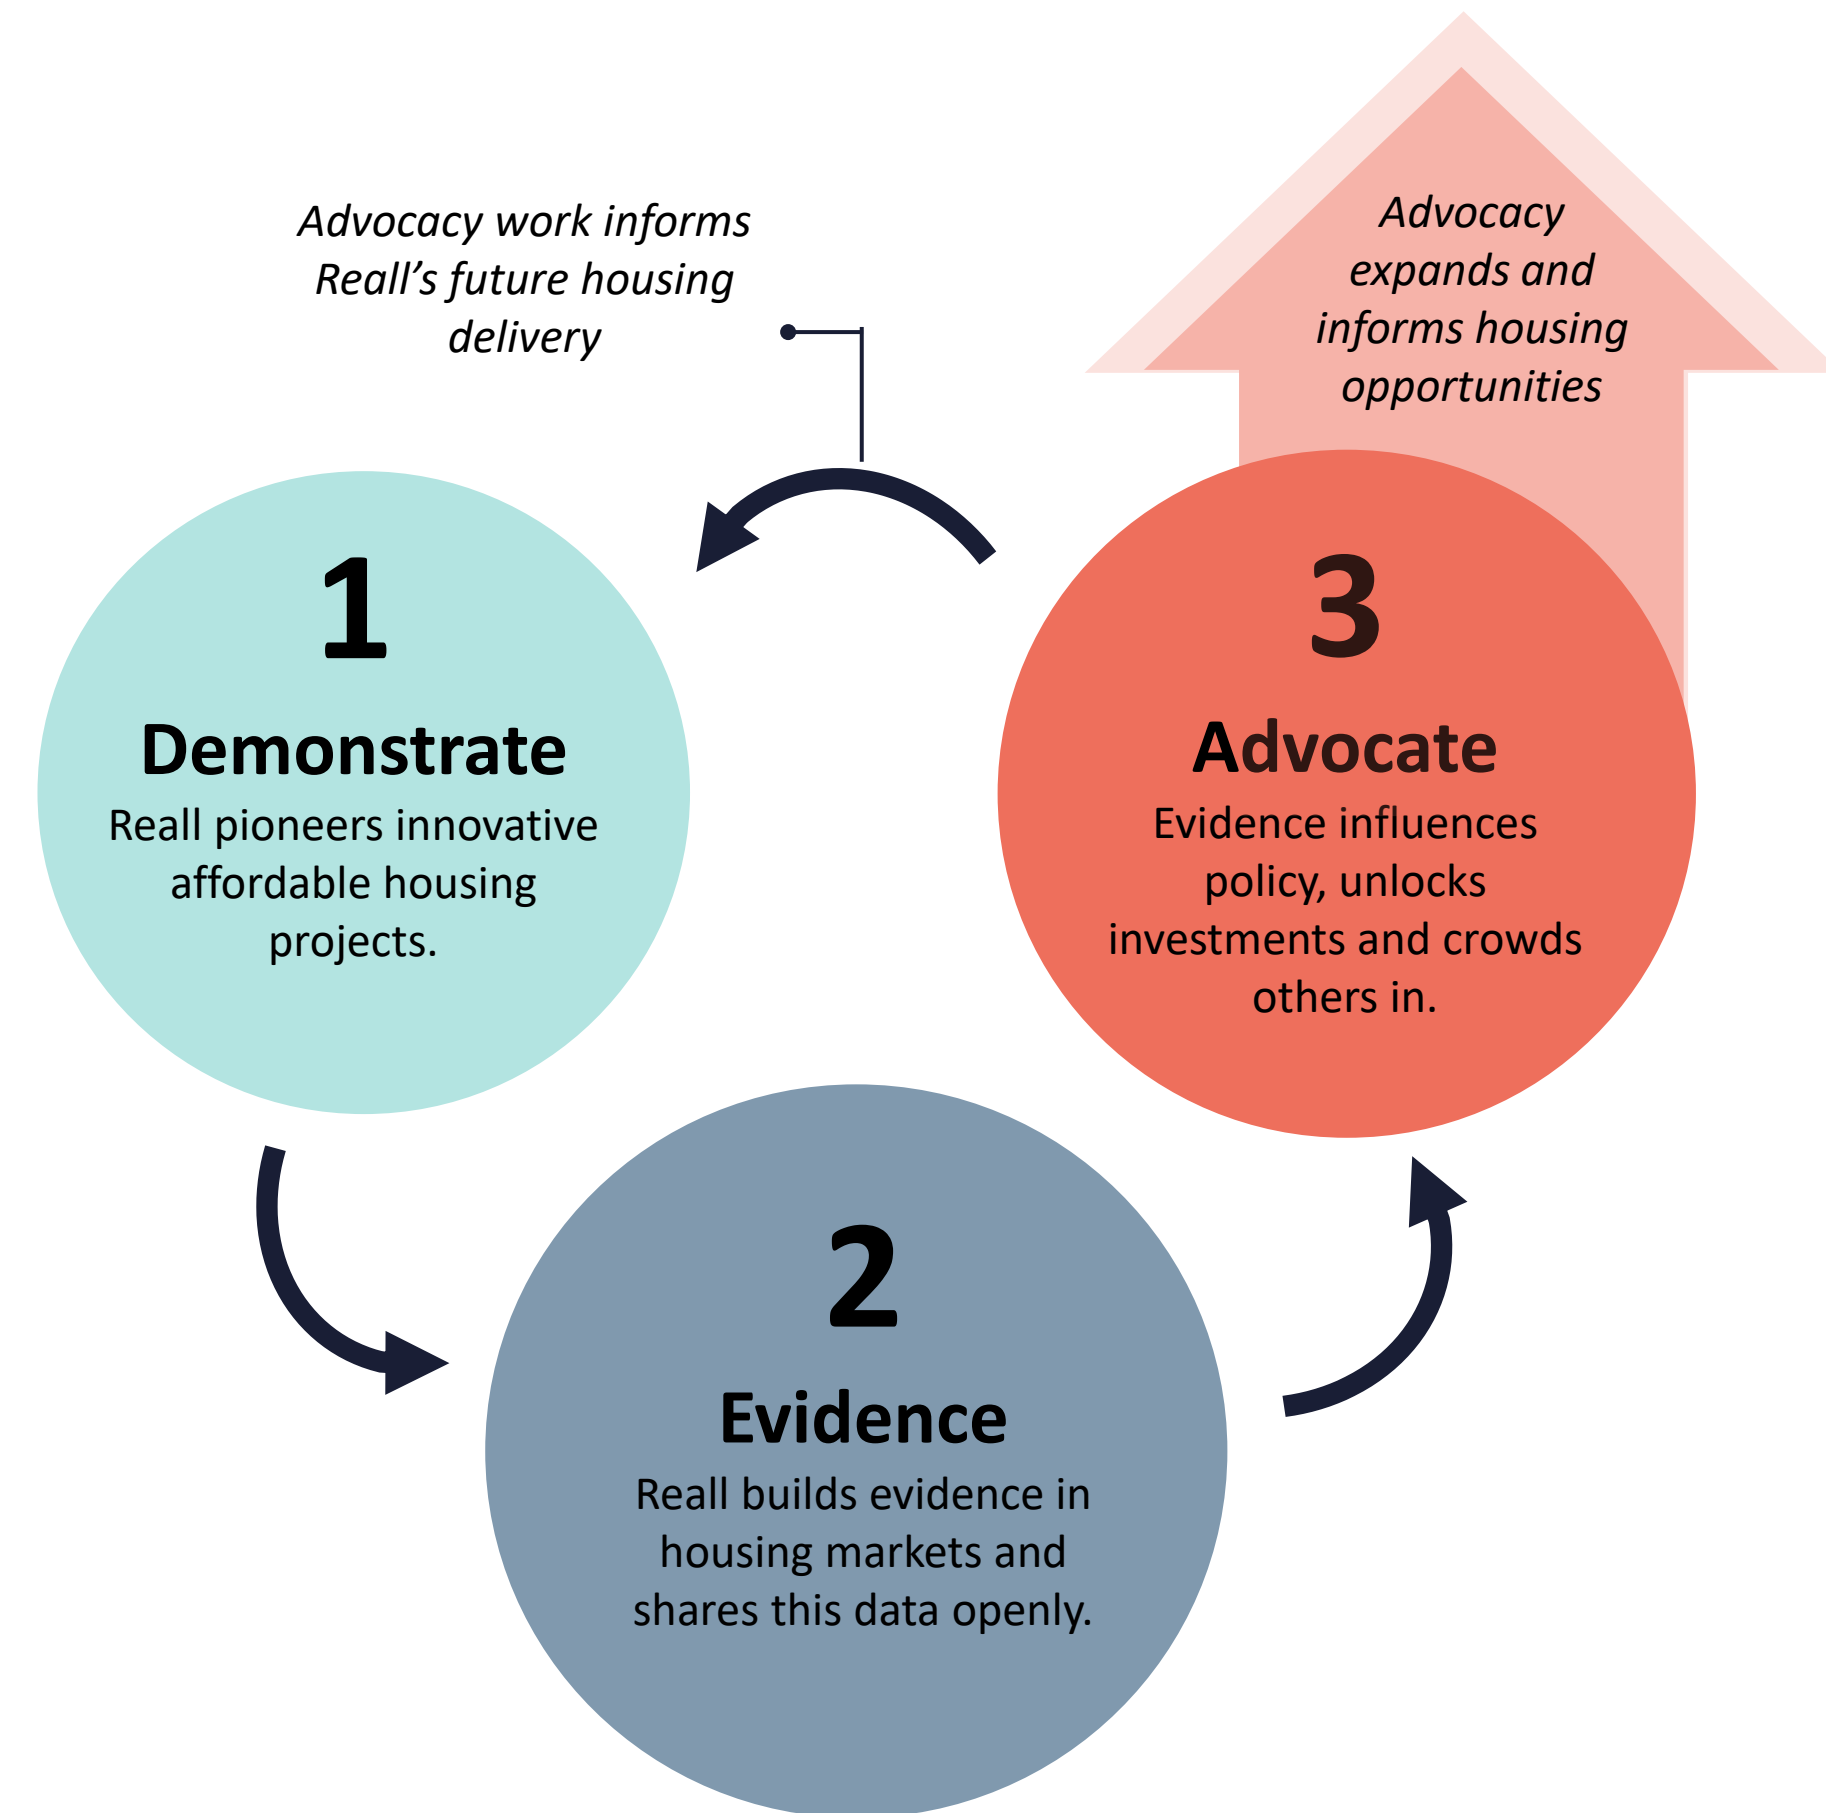 Advocacy work informs
Reall's future housing
delivery
Advocacy
expands and
informs housing
opportunities
1
Demonstrate
Reall pioneers innovative
affordable housing
projects.
2
Evidence
Reall builds evidence in
housing markets and
shares this data openly.
3
Advocate
Evidence influences
policy, unlocks
investments and crowds
others in.